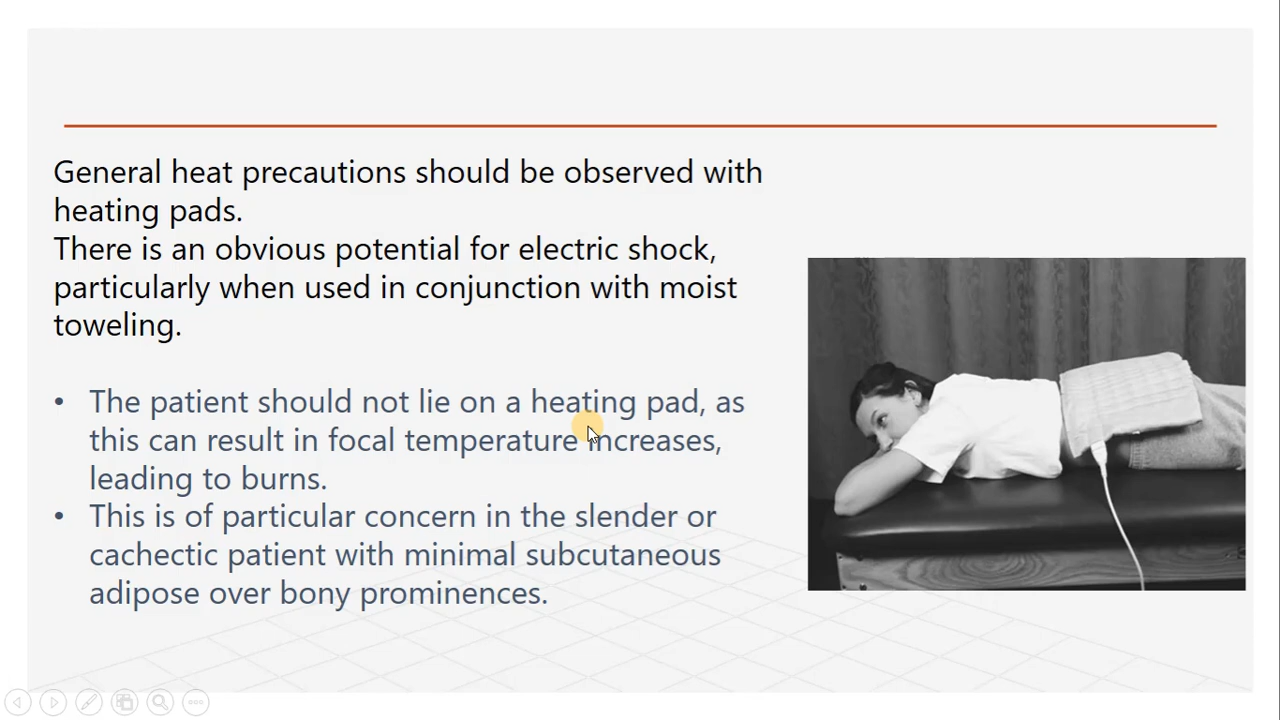 General heat precautions should be observed with
heating pads.
There is an obvious potential for electric shock,
particularly when used in conjunction with moist
toweling.
• The patient should not lie on a heating pad, as
this can result in focal temperature increases,
leading to burns.
• This is of particular concern in the slender or
cachectic patient with minimal subcutaneous
adipose over bony prominences.